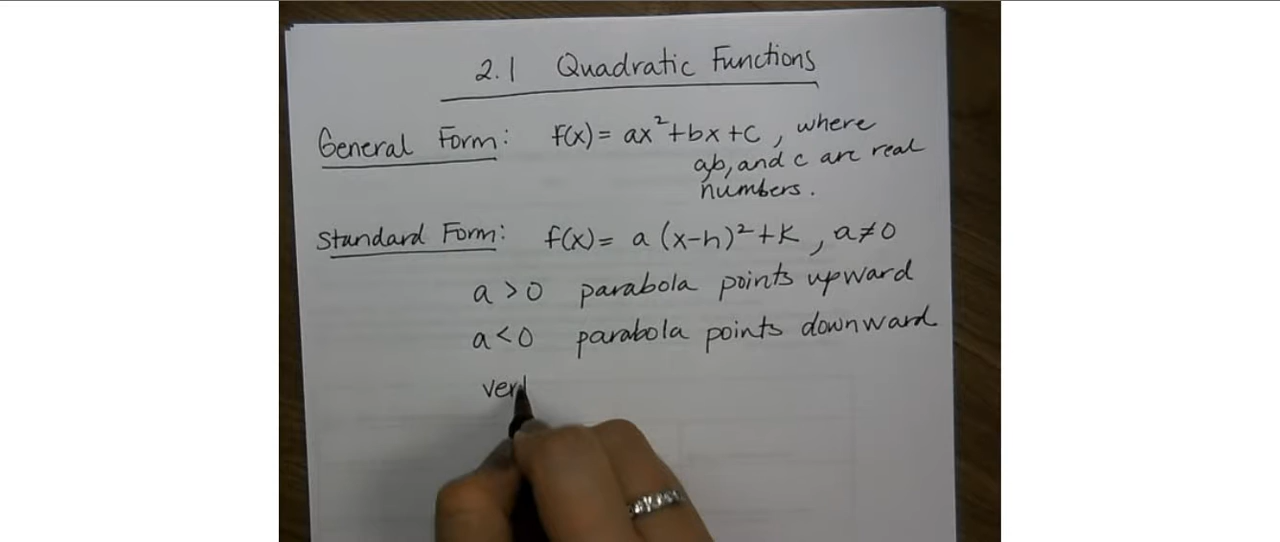 2.1 Quadratic Functions
General Form: f(x) = ax²+bx+c, where
a,b, and c are real
numbers.
Standard Form: f(x) = a(x-h)²+k, a≠0
a>0 parabola points upward
a<0 parabola points downward